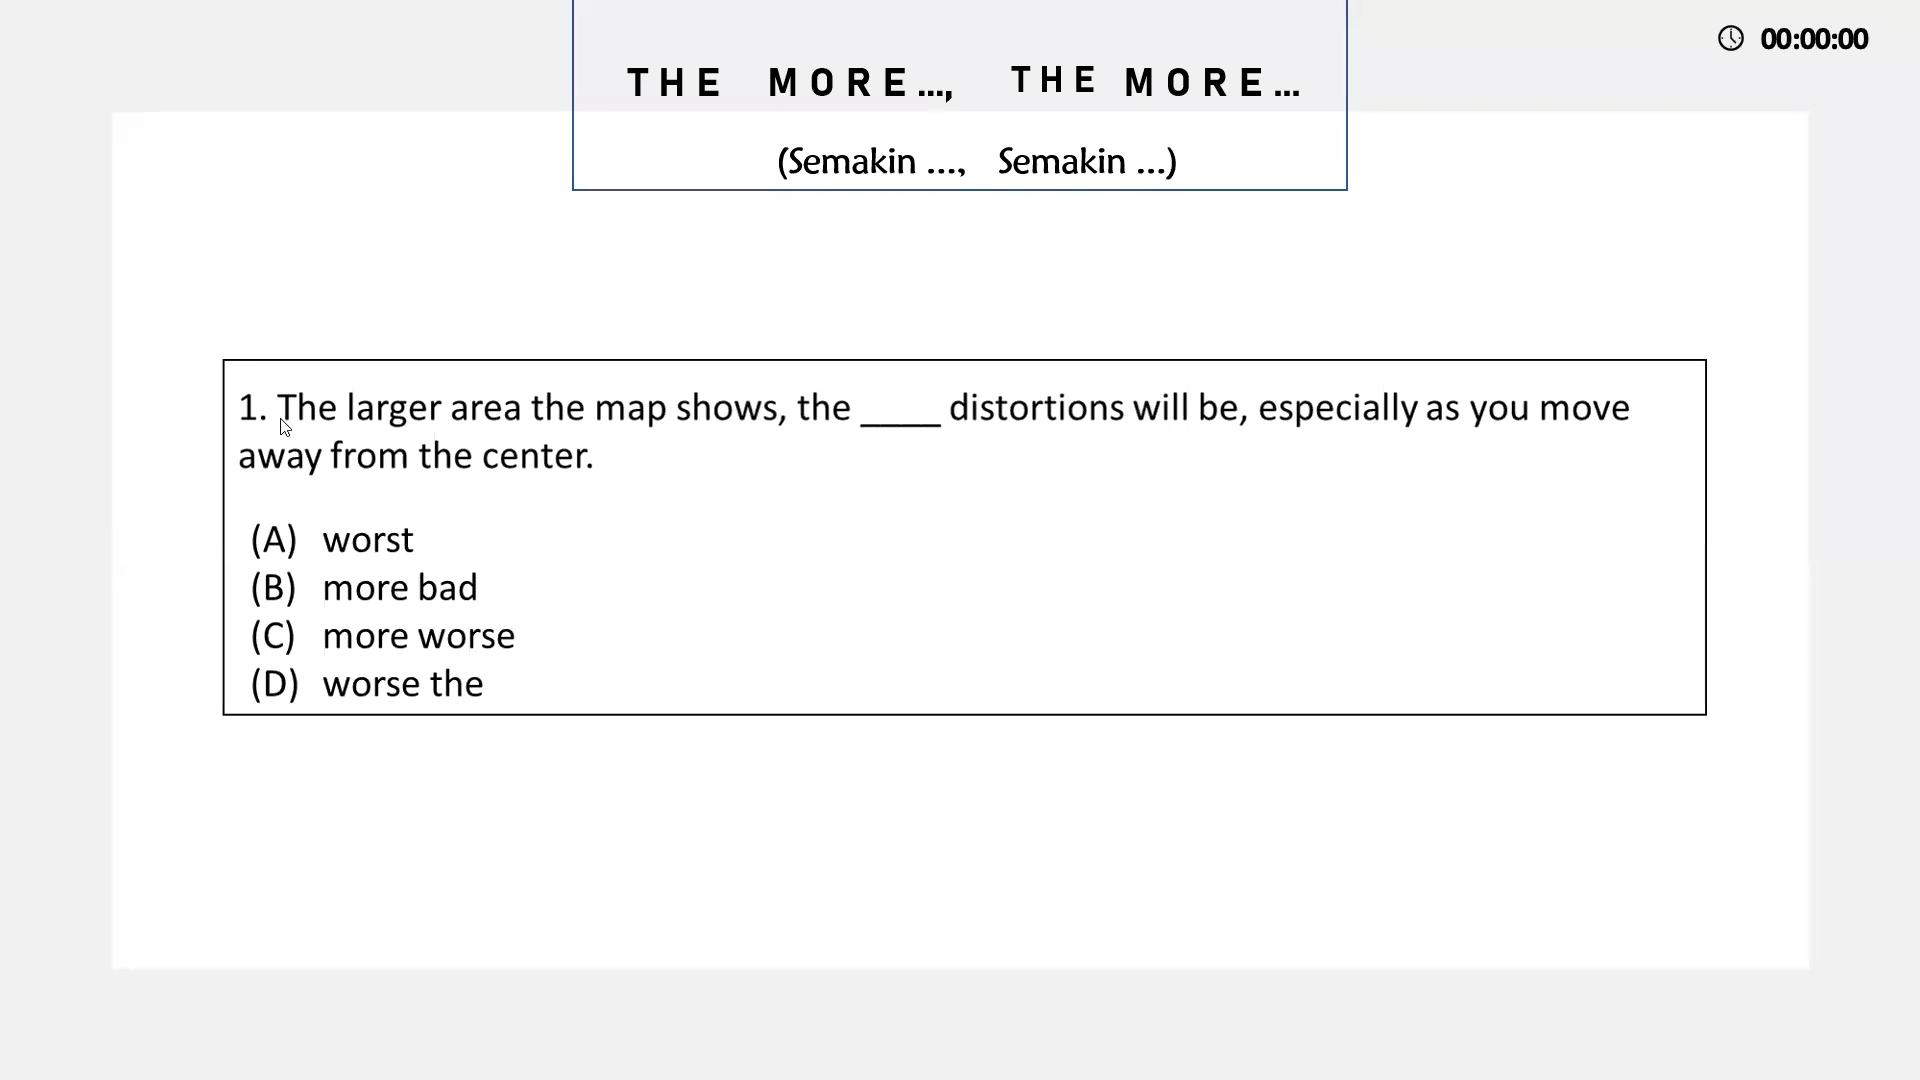 00:00:00
THE MORE..., THE MORE...
(Semakin ..., Semakin ...)
1. The larger area the map shows, the ____ distortions will be, especially as you move
away from the center.
(A) worst
(B) more bad
(C) more worse
(D) worse the